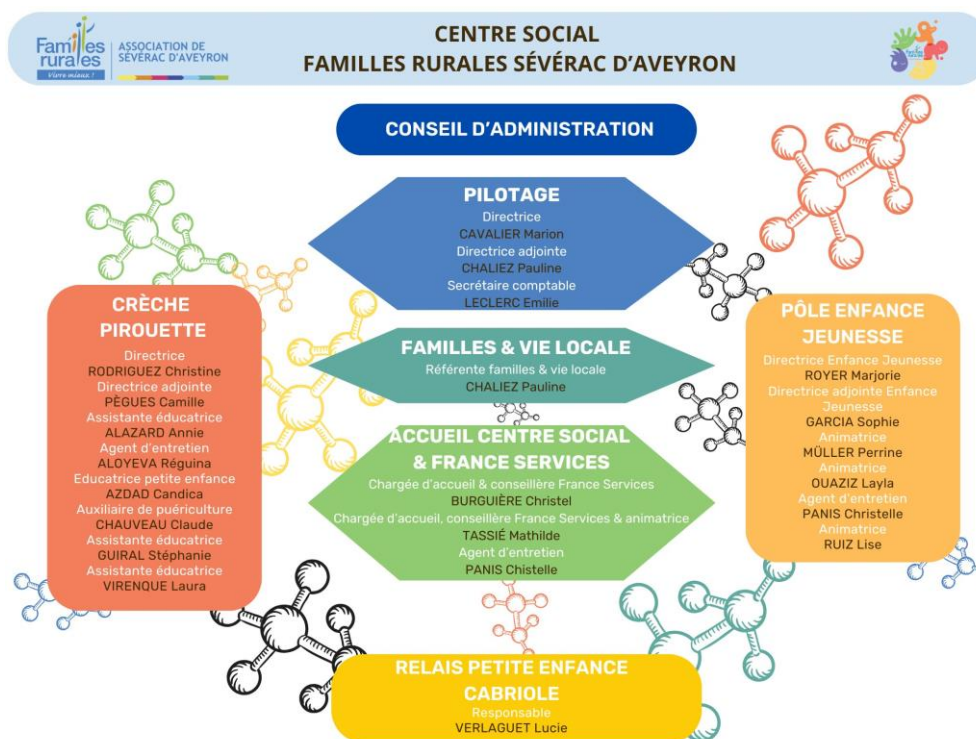 Familles
rurales
Vivre mieux !
ASSOCIATION DE
SÉVÉRAC D'AVEYRON
CENTRE SOCIAL
FAMILLES RURALES SÉVÉRAC D'AVEYRON
CONSEIL D'ADMINISTRATION
PILOTAGE
Directrice
CAVALIER Marion
Directrice adjointe
CHALIEZ Pauline
Secrétaire comptable
LECLERC Emilie
CRÈCHE
PIROUETTE
Directrice
RODRIGUEZ Christine
Directrice adjointe
PÈGUES Camille
Assistante éducatrice
ALAZARD Annie
Agent d'entretien
ALOYEVA Réguina
Educatrice petite enfance
AZDAD Candica
Auxiliaire de puériculture
CHAUVEAU Claude
Assistante éducatrice
GUIRAL Stéphanie
Assistante éducatrice
VIRENQUE Laura
FAMILLES & VIE LOCALE
Référente familles & vie locale
CHALIEZ Pauline
ACCUEIL CENTRE SOCIAL
& FRANCE SERVICES
Chargée d'accueil & conseillère France Services
BURGUIÈRE Christel
Chargée d'accueil, conseillère France Services & animatrice
TASSIÉ Mathilde
Agent d'entretien
PANIS Chistelle
PÔLE ENFANCE
JEUNESSE
Directrice Enfance Jeunesse
ROYER Marjorie
Directrice adjointe Enfance
Jeunesse
GARCIA Sophie
Animatrice
MÜLLER Perrine
Animatrice
OUAZIZ Layla
Agent d'entretien
PANIS Christelle
Animatrice
RUIZ Lise
RELAIS PETITE ENFANCE
CABRIOLE
Responsable
VERLAGUET Lucie